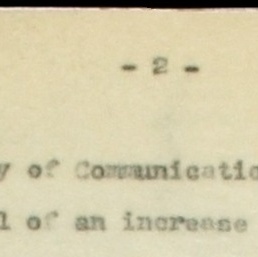 - 2 -
y of Communicatio
l of an increase